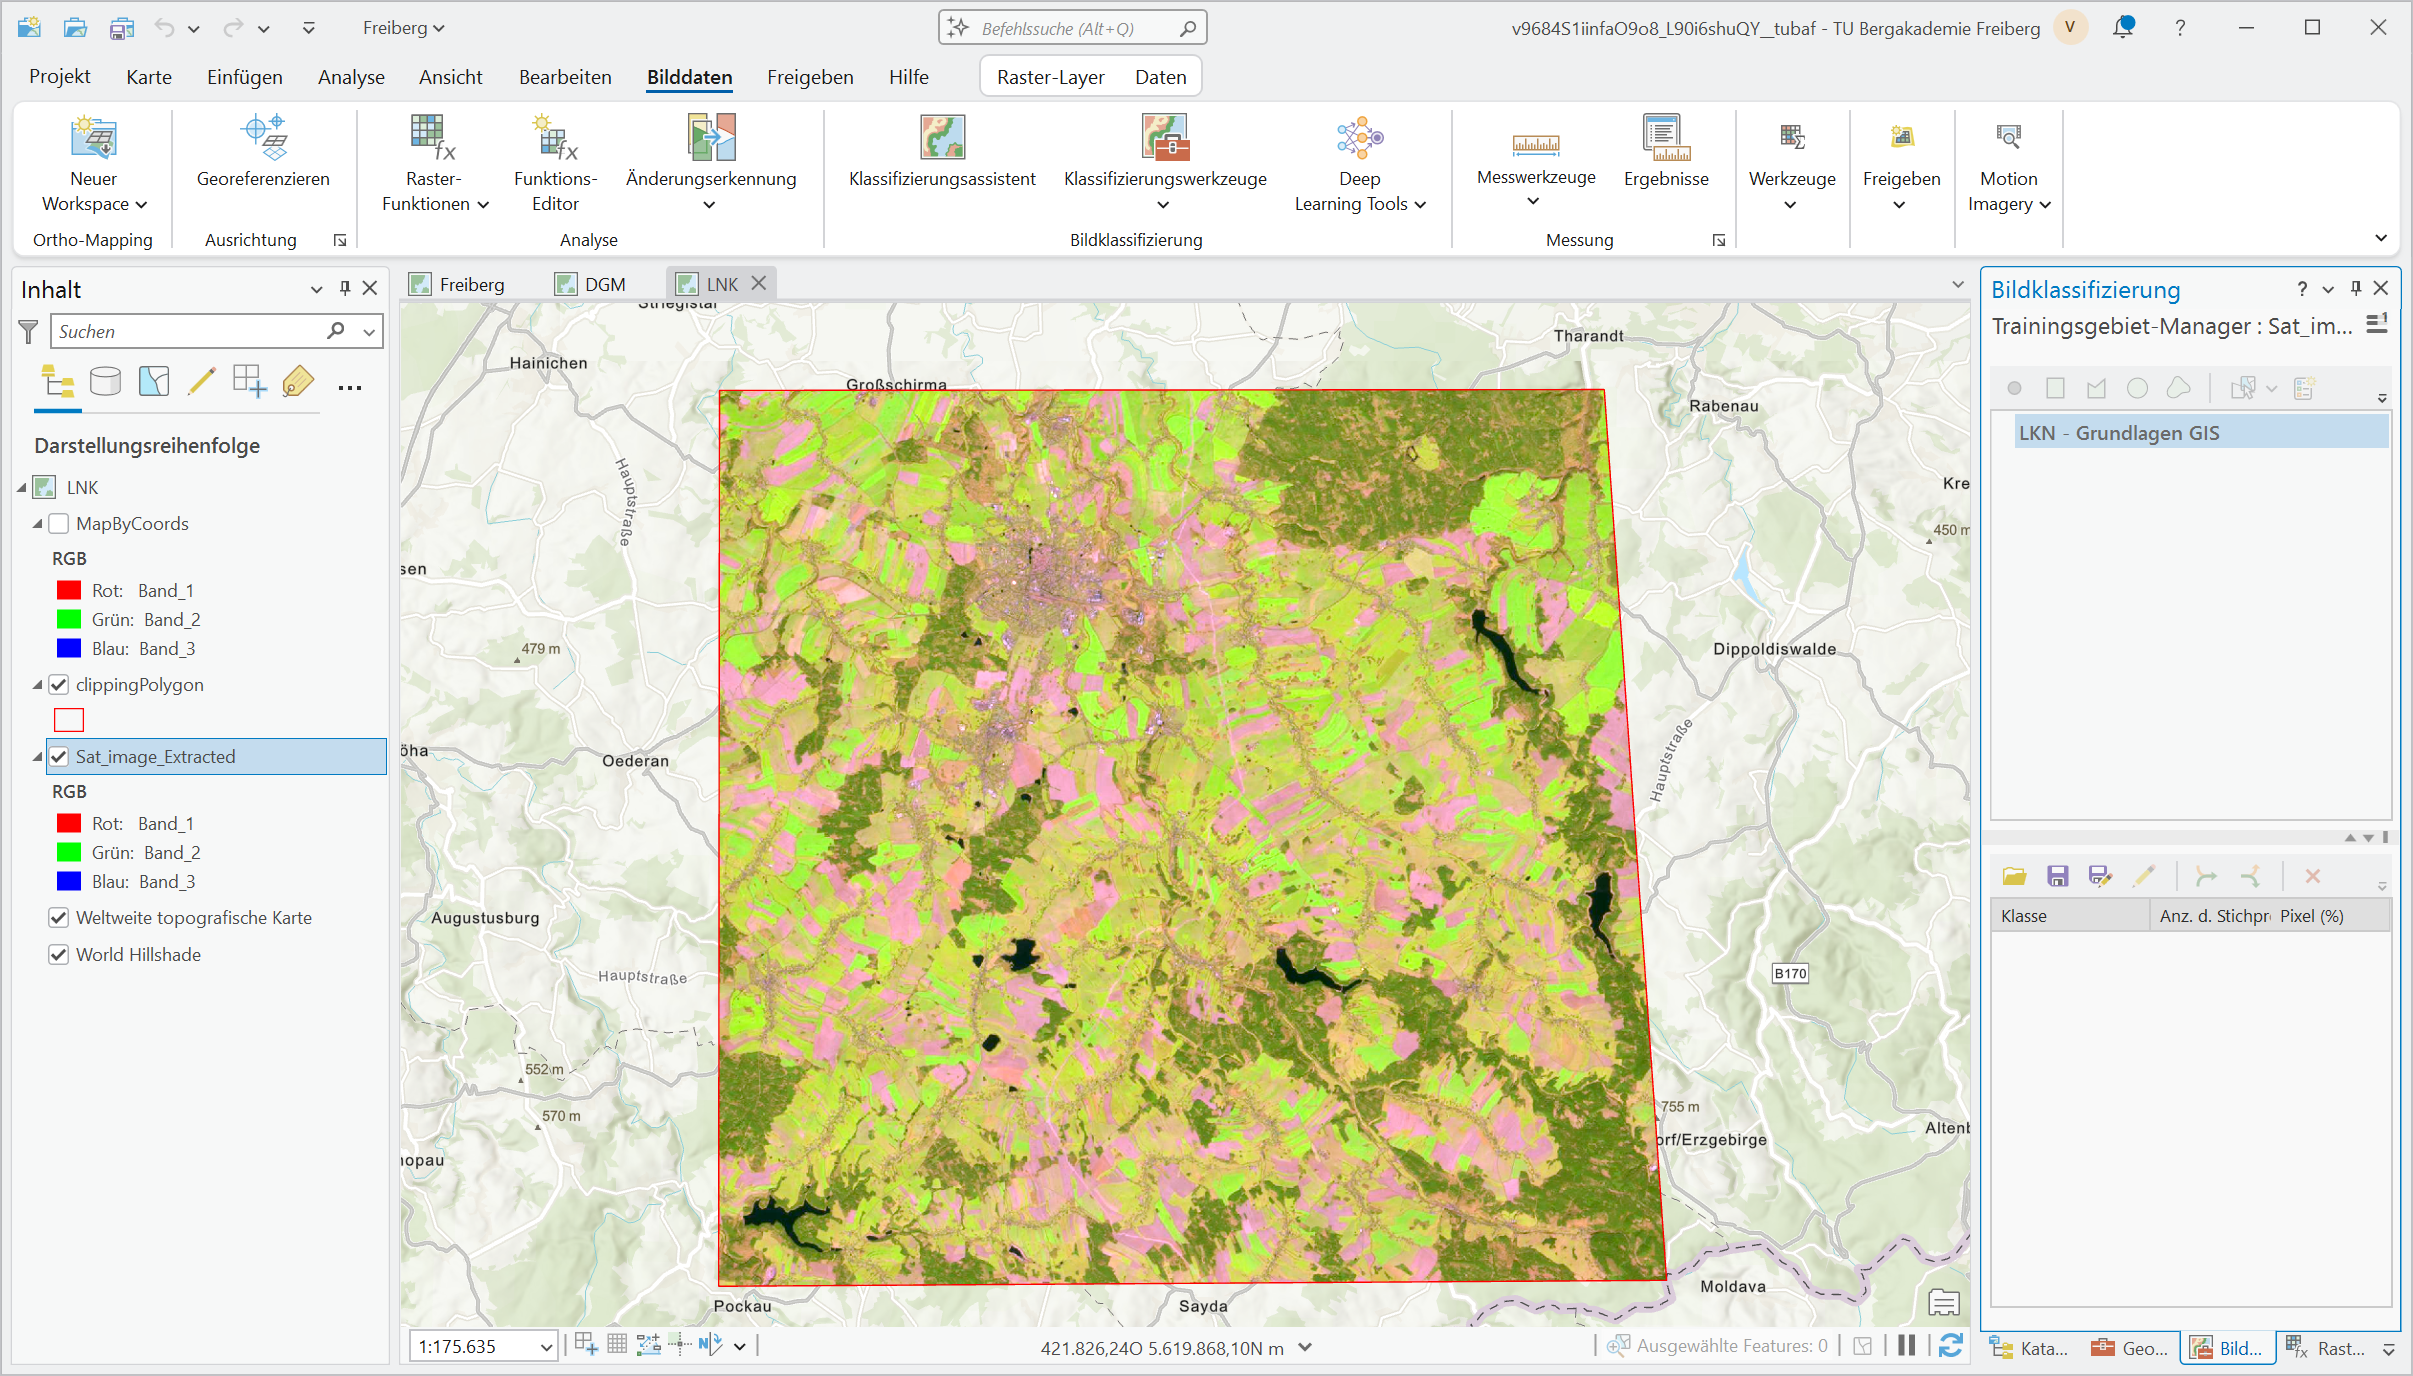 Freiberg
Befehlssuche (Alt+Q)
v9684S1iinfaO9o8_L90i6shuQY__tubaf - TU Bergakademie Freiberg
V
?
Projekt Karte Einfügen Analyse Ansicht Bearbeiten Bilddaten Freigeben Hilfe Raster-Layer Daten
Neuer Workspace
Georeferenzieren
Raster-Funktionen
Funktions-Editor
Änderungserkennung
Klassifizierungsassistent
Klassifizierungswerkzeuge
Deep Learning Tools
Messwerkzeuge
Ergebnisse
Werkzeuge
Freigeben
Motion Imagery
Ortho-Mapping
Ausrichtung
Analyse
Bildklassifizierung
Messung
Inhalt
Suchen
Darstellungsreihenfolge
LNK
MapByCoords
RGB
Rot: Band_1
Grün: Band_2
Blau: Band_3
clippingPolygon
Sat_image_Extracted
RGB
Rot: Band_1
Grün: Band_2
Blau: Band_3
Weltweite topografische Karte
World Hillshade
Freiberg
DGM
LNK
Striegistal
Tharandt
Hainichen
Großschirma
Rabenau
Hauptstraße
Kre
450 m
sen
479 m
Dippoldiswalde
öha
Oederan
Hauptstraße
Augustusburg
Hauptstraße
B170
552 m
570 m
755 m
Altenb
orf/Erzgebirge
nopau
Moldava
Pockau
Sayda
1:175.635
421.826,24O 5.619.868,10N m
Ausgewählte Features: 0
Bildklassifizierung
?
Trainingsgebiet-Manager : Sat_im...
1
LKN - Grundlagen GIS
Klasse
Anz. d. Stichpr
Pixel (%)
Kata...
Geo...
Bild...
Rast...